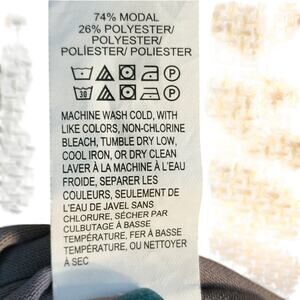 74% MODAL
26% POLYESTER/
POLYESTER/
POLÍESTER/ POLIESTER
30
MACHINE WASH COLD, WITH
LIKE COLORS, NON-CHLORINE
BLEACH, TUMBLE DRY LOW,
COOL IRON, OR DRY CLEAN
LAVER À LA MACHINE À L'EAU
FROIDE, SEPARER LES
COULEURS, SEULEMENT DE
L'EAU DE JAVEL SANS
CHLORURE, SÉCHER PAR
CULBUTAGE À BASSE
TEMPÉRATURE, FER À BASSE
TEMPÉRATURE, OU NETTOYER
À SEC